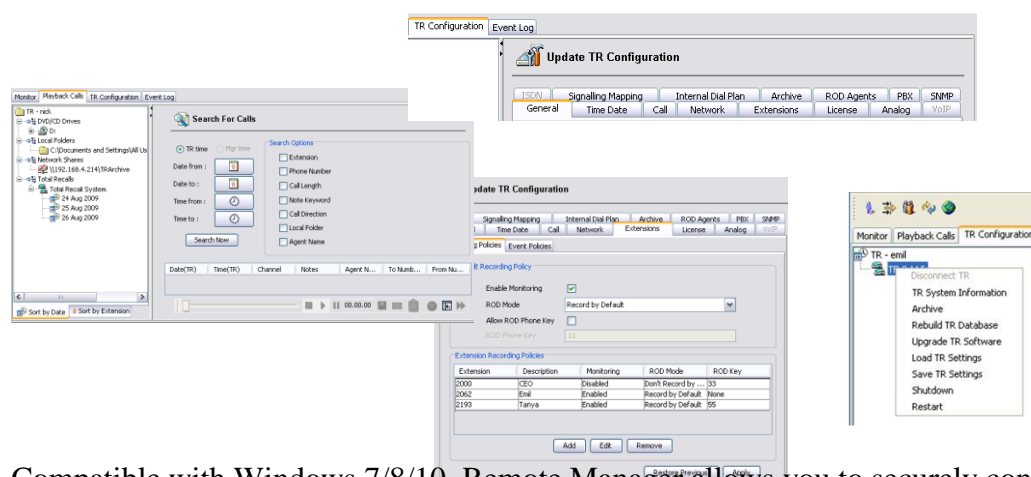 TR Configuration Event Log
Update TR Configuration
ISDN Signalling Mapping Internal Dial Plan Archive ROD Agents PBX SNMP
General Time Date Call Network Extensions License Analog VoIP
Monitor Playback Calls TR Configuration Event Log
TR - nick
DVD/CD Drives
D:
Local Folders
C:\Documents and Settings\All Us
Network Shares
\\192.168.4.214\TRArchive
Total Recalls
Total Recall System
24 Aug 2009
25 Aug 2009
26 Aug 2009
Sort by Date Sort by Extension
Search For Calls
TR time Mgr time
Date from :
Date to :
Time from :
Time to :
Search Now
Search Options
Extension
Phone Number
Call Length
Note Keyword
Call Direction
Local Folder
Agent Name
Date(TR) Time(TR) Channel Notes Agent N... To Numb... From Nu...
00.00.00
pdate TR Configuration
Signaling Mapping Internal Dial Plan Archive ROD Agents PBX SNMP
Time Date Call Network Extensions License Analog VoIP
g Policies Event Policies
lt Recording Policy
Enable Monitoring
ROD Mode Record by Default
Allow ROD Phone Key
ROD Phone Key 11
Extension Recording Policies
Extension Description Monitoring ROD Mode ROD Key
2000 CEO Disabled Don't Record by ... 33
2062 Emil Enabled Record by Default None
2193 Tanya Enabled Record by Default 55
Add Edit Remove
Restore Previous Apply
Monitor Playback Calls TR Configuration
TR - emil
Disconnect TR
TR System Information
Archive
Rebuild TR Database
Upgrade TR Software
Load TR Settings
Save TR Settings
Shutdown
Restart
Compatible with Windows 7/8/10, Remote Manager allows you to securely con